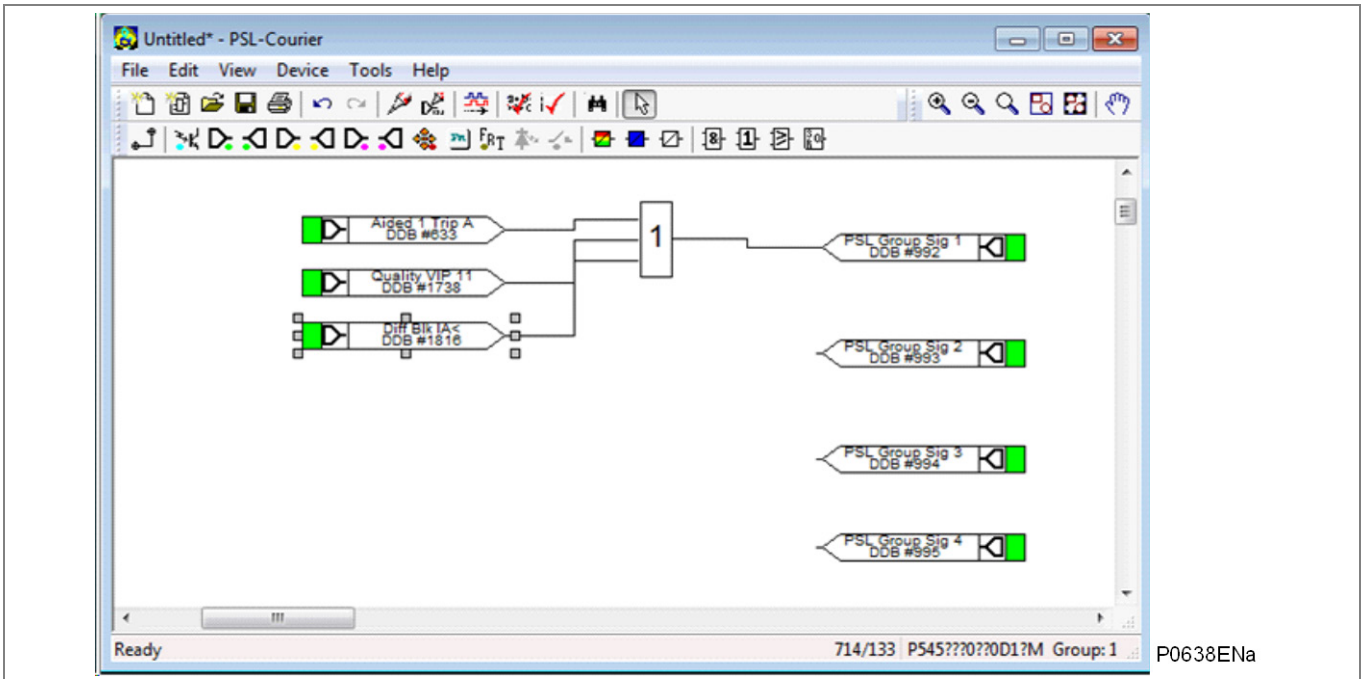 Untitled* - PSL-Courier
File Edit View Device Tools Help
Aided 1 Trip A
DDB #633
1
PSL Group Sig 1
DDB #992
Quality VIP 11
DDB #1738
Diff Blk IA<
DDB #1816
PSL Group Sig 2
DDB #993
PSL Group Sig 3
DDB #994
PSL Group Sig 4
DDB #995
Ready
714/133 P545???0??0D1?M Group: 1
P0638ENa